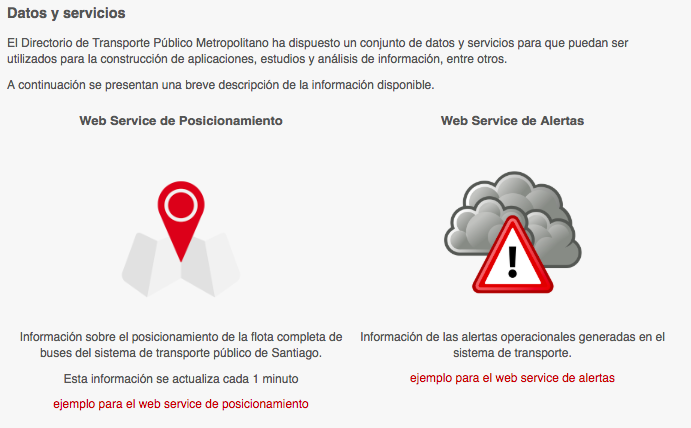 Datos y servicios
El Directorio de Transporte Público Metropolitano ha dispuesto un conjunto de datos y servicios para que puedan ser
utilizados para la construcción de aplicaciones, estudios y análisis de información, entre otros.
A continuación se presentan una breve descripción de la información disponible.
Web Service de Posicionamiento
Información sobre el posicionamiento de la flota completa de
buses del sistema de transporte público de Santiago.
Esta información se actualiza cada 1 minuto
ejemplo para el web service de posicionamiento
Web Service de Alertas
!
Información de las alertas operacionales generadas en el
sistema de transporte.
ejemplo para el web service de alertas